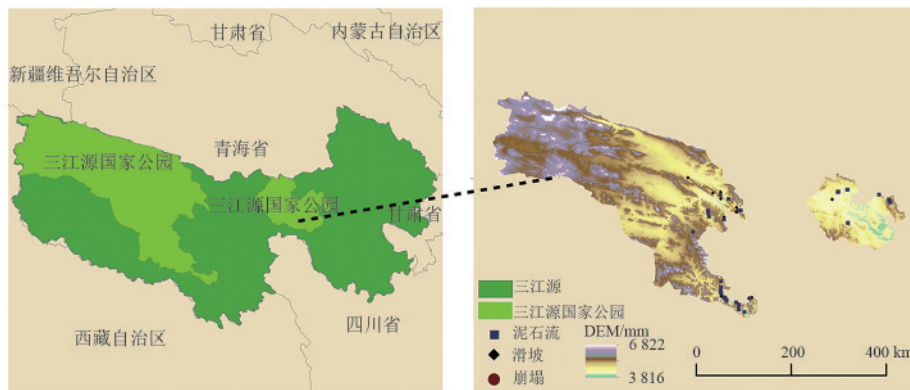 甘肃省
内蒙古自治区
新疆维吾尔自治区
青海省
三江源国家公园
三江源国家公园
甘肃省
西藏自治区
四川省
三江源
三江源国家公园
泥石流
滑坡
崩塌
DEM/mm
6 822
3 816
0 200 400 km